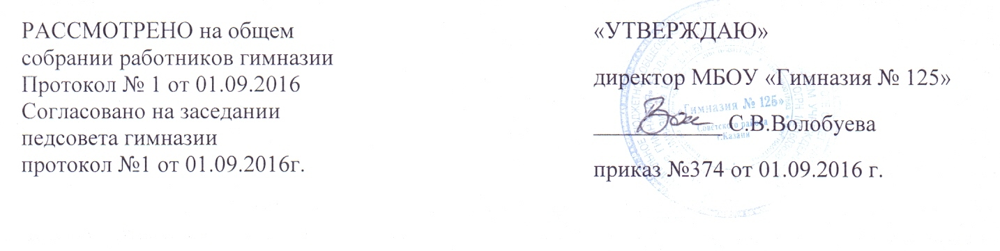 РАССМОТРЕНО на общем
собрании работников гимназии
Протокол № 1 от 01.09.2016
Согласовано на заседании
педсовета гимназии
протокол №1 от 01.09.2016г.
«УТВЕРЖДАЮ»
директор МБОУ «Гимназия № 125»
«Гимназия № 125»
Советского района
г.Казани
____________ С.В.Волобуева
приказ №374 от 01.09.2016 г.